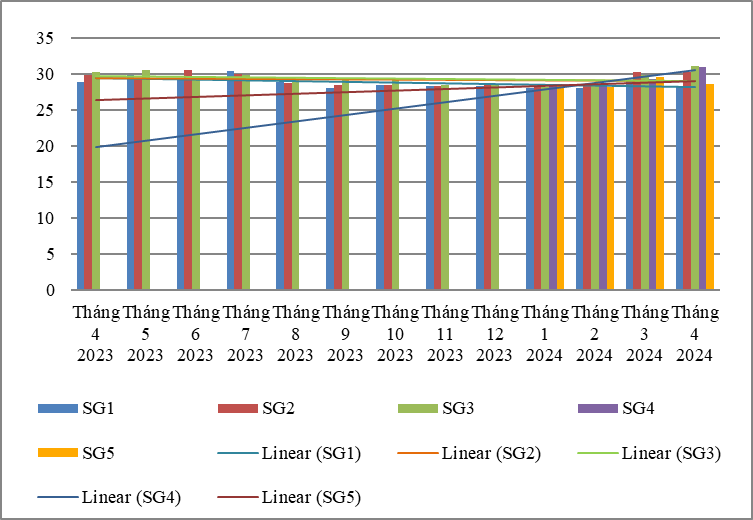 35
30
25
20
15
10
5
0
Tháng Tháng Tháng Tháng Tháng Tháng Tháng Tháng Tháng Tháng Tháng Tháng Tháng
4 5 6 7 8 9 10 11 12 1 2 3 4
2023 2023 2023 2023 2023 2023 2023 2023 2023 2024 2024 2024 2024
SG1 SG2 SG3 SG4
SG5 Linear (SG1) Linear (SG2) Linear (SG3)
Linear (SG4) Linear (SG5)